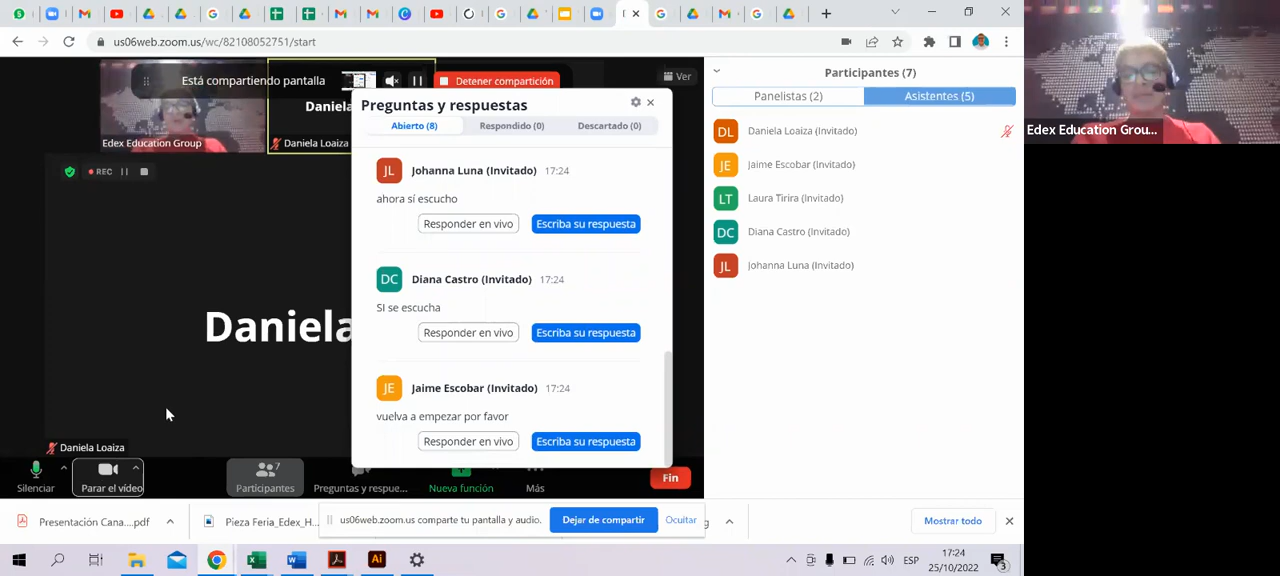 us06web.zoom.us/wc/82108052751/start
Está compartiendo pantalla
Detener compartición
Ver
Edex Education Group
Daniela Loaiza
REC
Daniela
Daniela Loaiza
Preguntas y respuestas
Abierto (8)
Respondido (0)
Descartado (0)
JL
Johanna Luna (Invitado) 17:24
ahora sí escucho
Responder en vivo
Escriba su respuesta
DC
Diana Castro (Invitado) 17:24
SI se escucha
Responder en vivo
Escriba su respuesta
JE
Jaime Escobar (Invitado) 17:24
vuelva a empezar por favor
Responder en vivo
Escriba su respuesta
Participantes (7)
Panelistas (2)
Asistentes (5)
DL Daniela Loaiza (Invitado)
JE Jaime Escobar (Invitado)
LT Laura Tirira (Invitado)
DC Diana Castro (Invitado)
JL Johanna Luna (Invitado)
Edex Education Grou...
Silenciar
Parar el vídeo
7
Participantes
Preguntas y respue...
Nueva función
Más
Fin
Presentación Cana....pdf
Pieza Feria_Edex_H...
us06web.zoom.us comparte tu pantalla y audio.
Dejar de compartir
Ocultar
Mostrar todo
Ai
ESP
17:24
25/10/2022
3